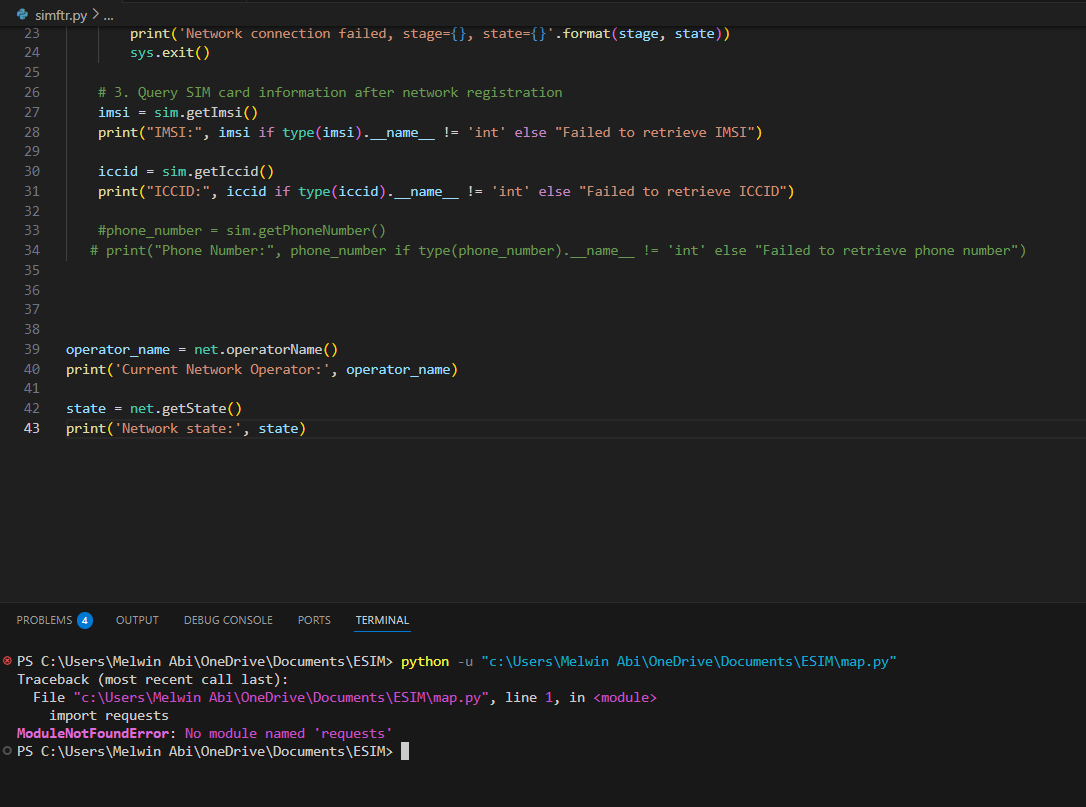 simftr.py > ...
23 print('Network connection failed, stage={}, state={}'.format(stage, state))
24 sys.exit()
25
26 # 3. Query SIM card information after network registration
27 imsi = sim.getImsi()
28 print("IMSI:", imsi if type(imsi).__name__ != 'int' else "Failed to retrieve IMSI")
29
30 iccid = sim.getIccid()
31 print("ICCID:", iccid if type(iccid).__name__ != 'int' else "Failed to retrieve ICCID")
32
33 #phone_number = sim.getPhoneNumber()
34 # print("Phone Number:", phone_number if type(phone_number).__name__ != 'int' else "Failed to retrieve phone number")
35
36
37
38
39 operator_name = net.operatorName()
40 print('Current Network Operator:', operator_name)
41
42 state = net.getState()
43 print('Network state:', state)
PROBLEMS 4 OUTPUT DEBUG CONSOLE PORTS TERMINAL
PS C:\Users\Melwin Abi\OneDrive\Documents\ESIM> python -u "c:\Users\Melwin Abi\OneDrive\Documents\ESIM\map.py"
Traceback (most recent call last):
File "c:\Users\Melwin Abi\OneDrive\Documents\ESIM\map.py", line 1, in <module>
import requests
ModuleNotFoundError: No module named 'requests'
PS C:\Users\Melwin Abi\OneDrive\Documents\ESIM>